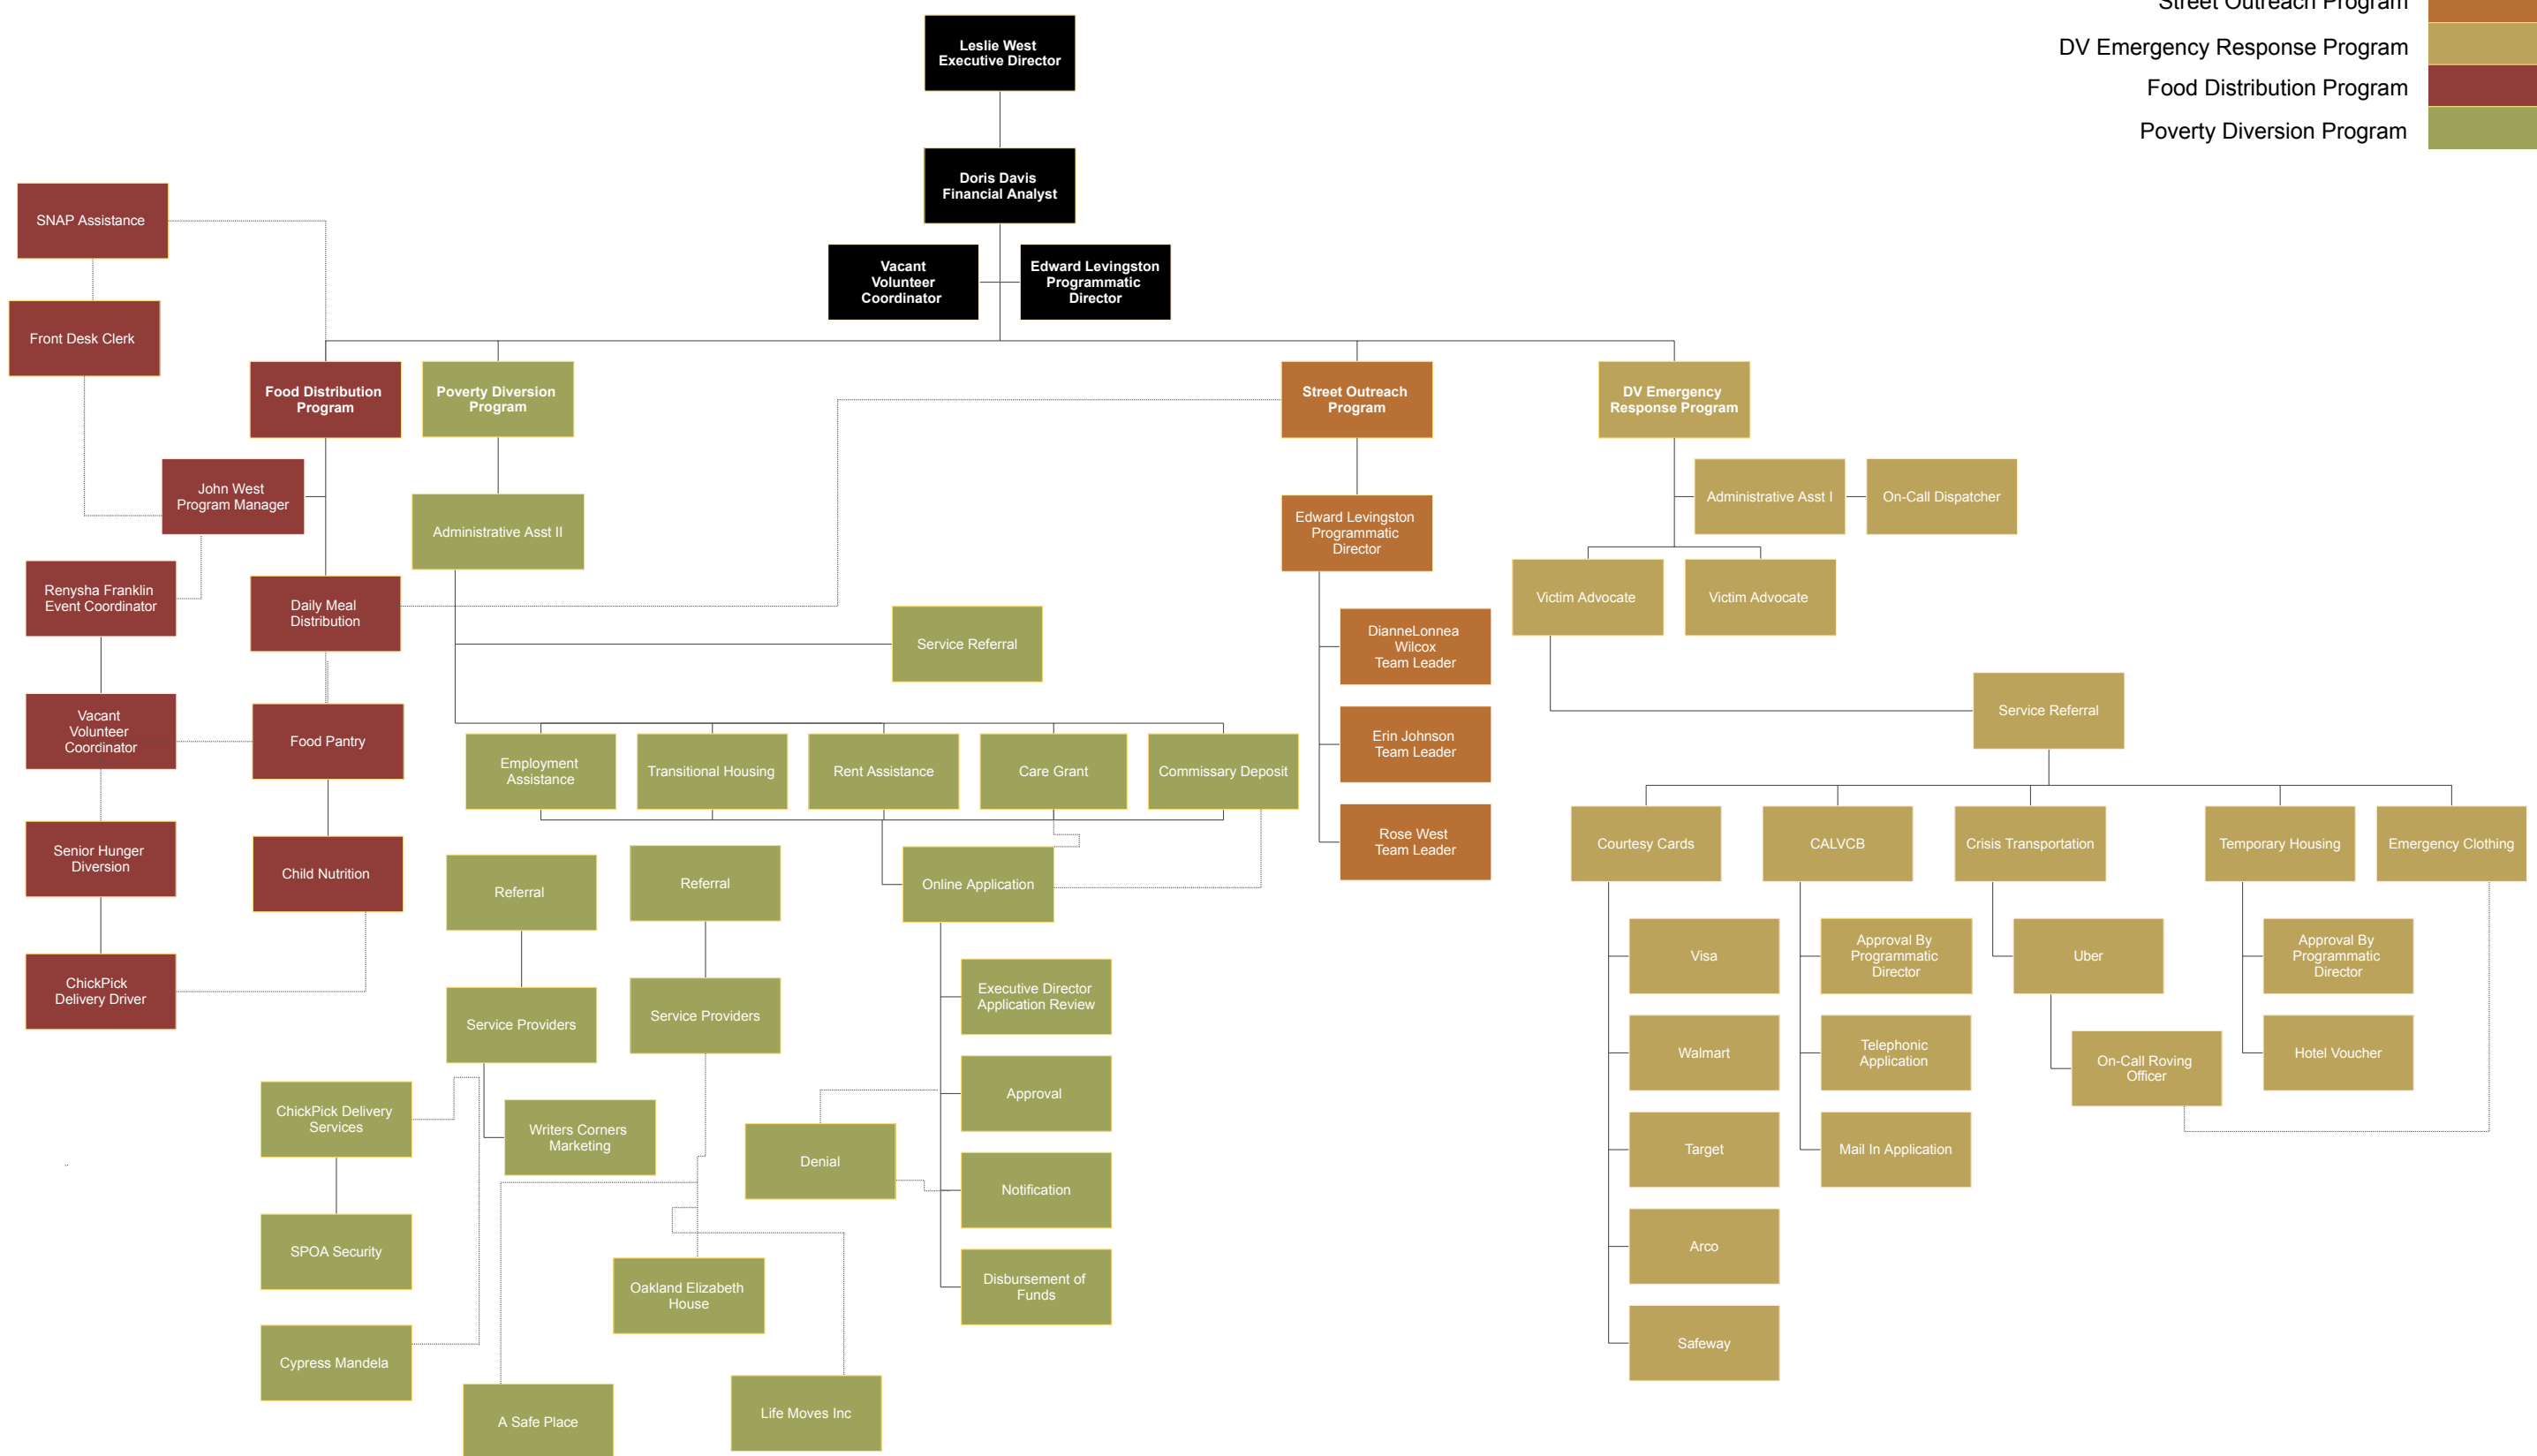 Street Outreach Program
DV Emergency Response Program
Food Distribution Program
Poverty Diversion Program
Leslie West
Executive Director
Doris Davis
Financial Analyst
Vacant
Volunteer
Coordinator
Edward Levingston
Programmatic
Director
SNAP Assistance
Front Desk Clerk
Food Distribution
Program
Poverty Diversion
Program
Street Outreach
Program
DV Emergency
Response Program
John West
Program Manager
Administrative Asst II
Edward Levingston
Programmatic
Director
Administrative Asst I
On-Call Dispatcher
Renysha Franklin
Event Coordinator
Daily Meal
Distribution
Service Referral
DianneLonnea
Wilcox
Team Leader
Victim Advocate
Victim Advocate
Vacant
Volunteer
Coordinator
Food Pantry
Employment
Assistance
Transitional Housing
Rent Assistance
Care Grant
Commissary Deposit
Erin Johnson
Team Leader
Service Referral
Senior Hunger
Diversion
Child Nutrition
Referral
Referral
Online Application
Rose West
Team Leader
Courtesy Cards
CALVCB
Crisis Transportation
Temporary Housing
Emergency Clothing
ChickPick
Delivery Driver
Service Providers
Service Providers
Executive Director
Application Review
Visa
Approval By
Programmatic
Director
Uber
Approval By
Programmatic
Director
ChickPick Delivery
Services
Writers Corners
Marketing
Denial
Approval
Walmart
Telephonic
Application
On-Call Roving
Officer
Hotel Voucher
Notification
Target
Mail In Application
SPOA Security
Oakland Elizabeth
House
Disbursement of
Funds
Arco
Cypress Mandela
A Safe Place
Life Moves Inc
Safeway